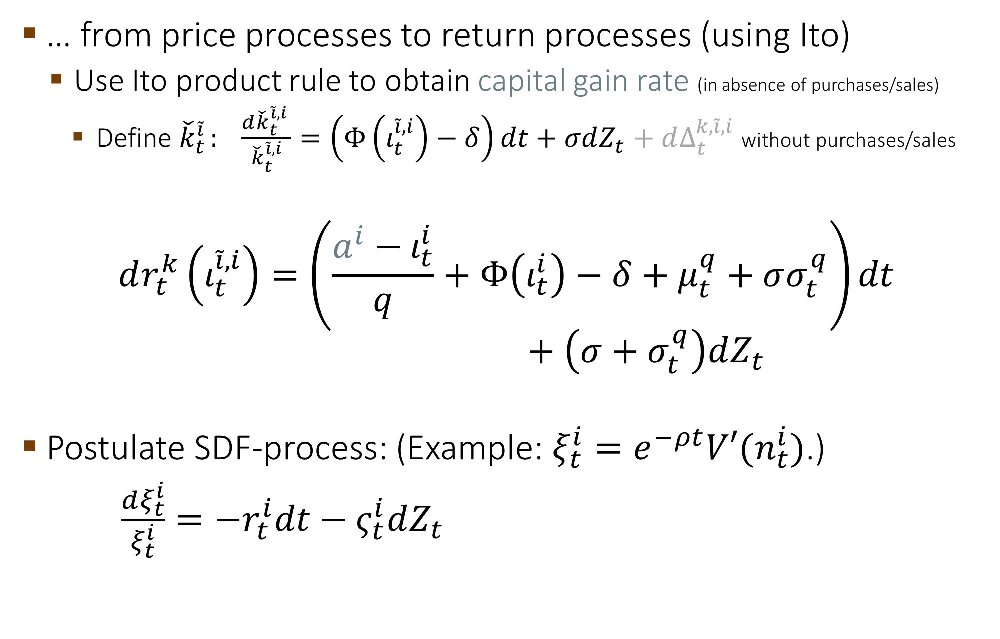 ▪ … from price processes to return processes (using Ito)
▪ Use Ito product rule to obtain capital gain rate (in absence of purchases/sales)
▪ Define $\check{k}_t^{\tilde{\iota}}$: $\frac{d\check{k}_t^{\tilde{\iota},i}}{\check{k}_t^{\tilde{\iota},i}} = \left(\Phi\left(\iota_t^{\tilde{\iota},i}\right) - \delta\right)dt + \sigma dZ_t + d\Delta_t^{k,\tilde{\iota},i}$ without purchases/sales
$dr_t^k\left(\iota_t^{\tilde{\iota},i}\right) = \left(\frac{a^i - \iota_t^i}{q} + \Phi(\iota_t^i) - \delta + \mu_t^q + \sigma\sigma_t^q\right)dt$
$+ (\sigma + \sigma_t^q)dZ_t$
▪ Postulate SDF-process: (Example: $\xi_t^i = e^{-\rho t}V'(n_t^i)$.)
$\frac{d\xi_t^i}{\xi_t^i} = -r_t^i dt - \varsigma_t^i dZ_t$